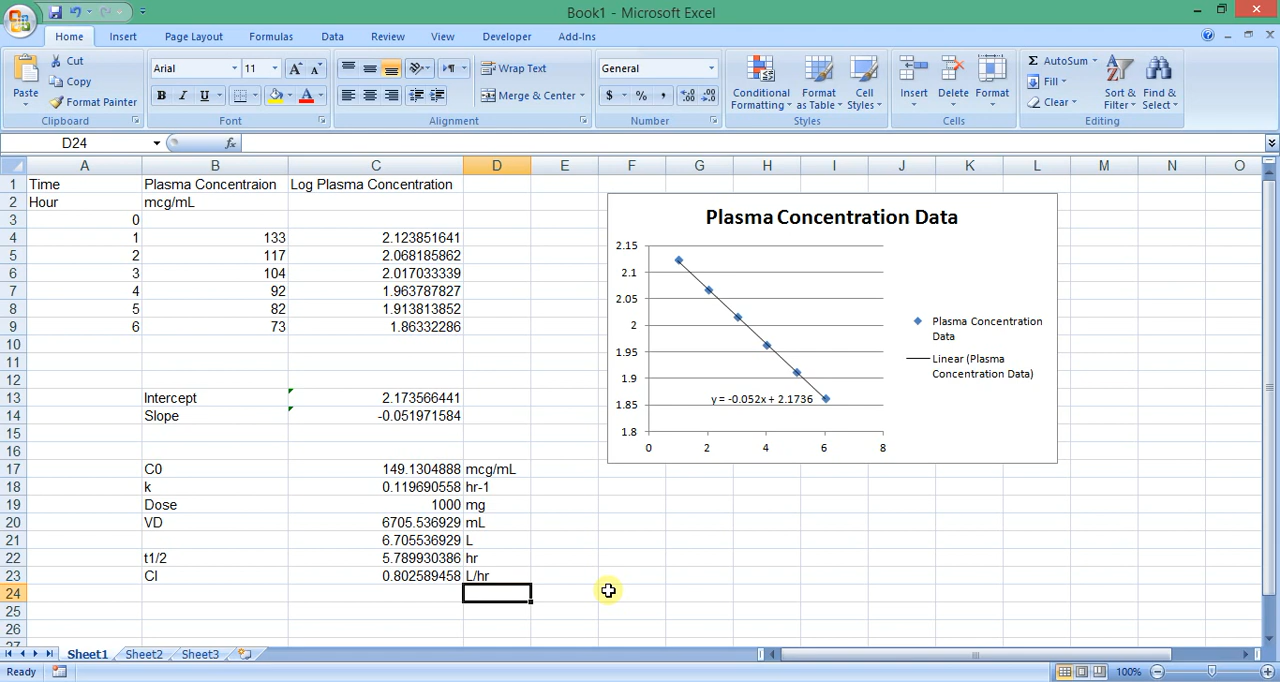 Book1 - Microsoft Excel
Home Insert Page Layout Formulas Data Review View Developer Add-Ins
Paste
Cut
Copy
Format Painter
Clipboard
Arial 11
B I U
Font
Wrap Text
Merge & Center
Alignment
General
$ % ,
Number
Conditional Formatting
Format as Table
Cell Styles
Styles
Insert Delete Format
Cells
AutoSum
Fill
Clear
Sort & Filter
Find & Select
Editing
D24 fx
A B C D E F G H I J K L M N O
1 Time Plasma Concentraion Log Plasma Concentration
2 Hour mcg/mL
3 0
4 1 133 2.123851641
5 2 117 2.068185862
6 3 104 2.017033339
7 4 92 1.963787827
8 5 82 1.913813852
9 6 73 1.86332286
10
11
12
13 Intercept 2.173566441
14 Slope -0.051971584
15
16
17 C0 149.1304888 mcg/mL
18 k 0.119690558 hr-1
19 Dose 1000 mg
20 VD 6705.536929 mL
21 6.705536929 L
22 t1/2 5.789930386 hr
23 Cl 0.802589458 L/hr
24
25
26
27
Plasma Concentration Data
2.15
2.1
2.05
2
1.95
1.9
1.85
1.8
0 2 4 6 8
y = -0.052x + 2.1736
Plasma Concentration
Data
Linear (Plasma
Concentration Data)
Sheet1 Sheet2 Sheet3
Ready 100%